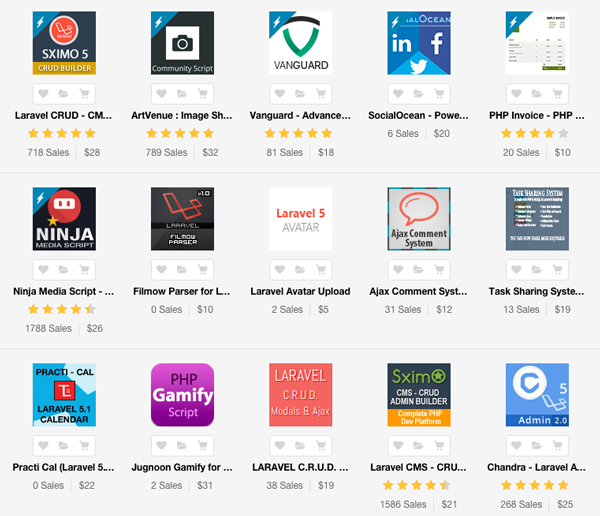 SXIMO 5
CRUD BUILDER
Community Script
VANGUARD
IALOCEAN
in f
SIMPLE INVOICE
Laravel CRUD - CM...
ArtVenue : Image Sh...
Vanguard - Advance...
SocialOcean - Powe...
PHP Invoice - PHP ...
718 Sales $28
789 Sales $32
81 Sales $18
6 Sales $20
20 Sales $10
NINJA
MEDIA SCRIPT
V1.0
LARAVEL
FILMOW
PARSER
Laravel 5
AVATAR
Ajax Comment
System
TASK SHARING SYSTEM
Ninja Media Script - ...
Filmow Parser for L...
Laravel Avatar Upload
Ajax Comment Syst...
Task Sharing Syste...
1788 Sales $26
0 Sales $10
2 Sales $5
31 Sales $12
13 Sales $19
PRACTI - CAL
LARAVEL 5.1
CALENDAR
PHP
Gamify
Script
LARAVEL
C.R.U.D.
Modals & Ajax
Sximo
CMS - CRUD
ADMIN BUILDER
Complete PHP
Dev Platform
5
Admin 2.0
Practi Cal (Laravel 5....
Jugnoon Gamify for ...
LARAVEL C.R.U.D. ...
Laravel CMS - CRU...
Chandra - Laravel A...
0 Sales $22
2 Sales $31
38 Sales $19
1586 Sales $21
268 Sales $25